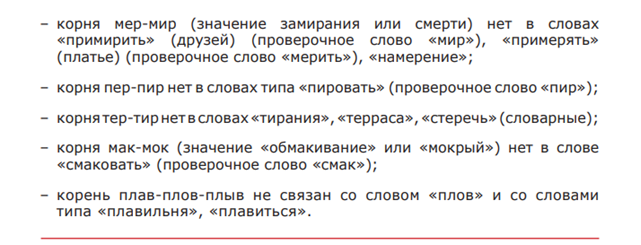 – корня мер-мир (значение замирания или смерти) нет в словах
«примирить» (друзей) (проверочное слово «мир»), «примерять»
(платье) (проверочное слово «мерить»), «намерение»;
– корня пер-пир нет в словах типа «пировать» (проверочное слово «пир»);
– корня тер-тир нет в словах «тирания», «терраса», «стеречь» (словарные);
– корня мак-мок (значение «обмакивание» или «мокрый») нет в слове
«смаковать» (проверочное слово «смак»);
– корень плав-плов-плыв не связан со словом «плов» и со словами
типа «плавильня», «плавиться».